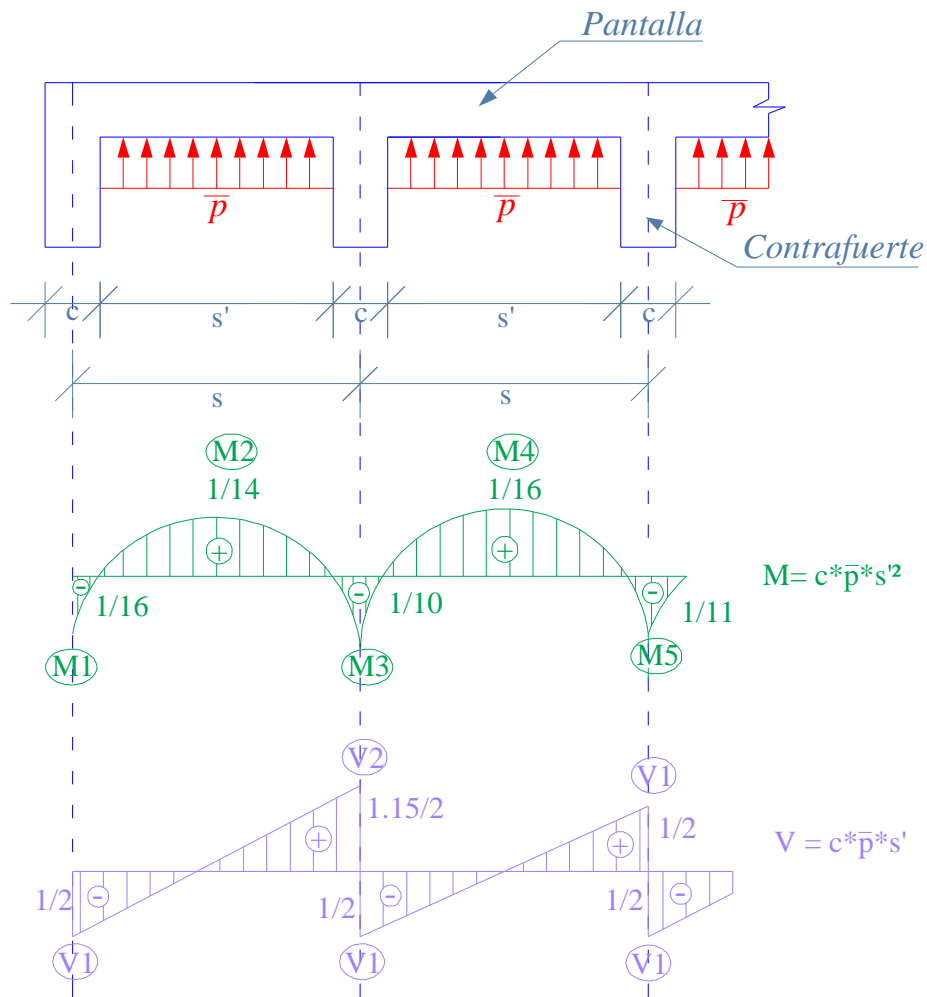 Pantalla
p̅ p̅ p̅
Contrafuerte
c s' c s' c
s s
M2 M4
1/14 1/16
+ +
- - -
M= c*p̅*s'²
1/16 1/10 1/11
M1 M3 M5
V2 V1
1.15/2 1/2
+ +
V = c*p̅*s'
1/2 - 1/2 - 1/2 -
V1 V1 V1